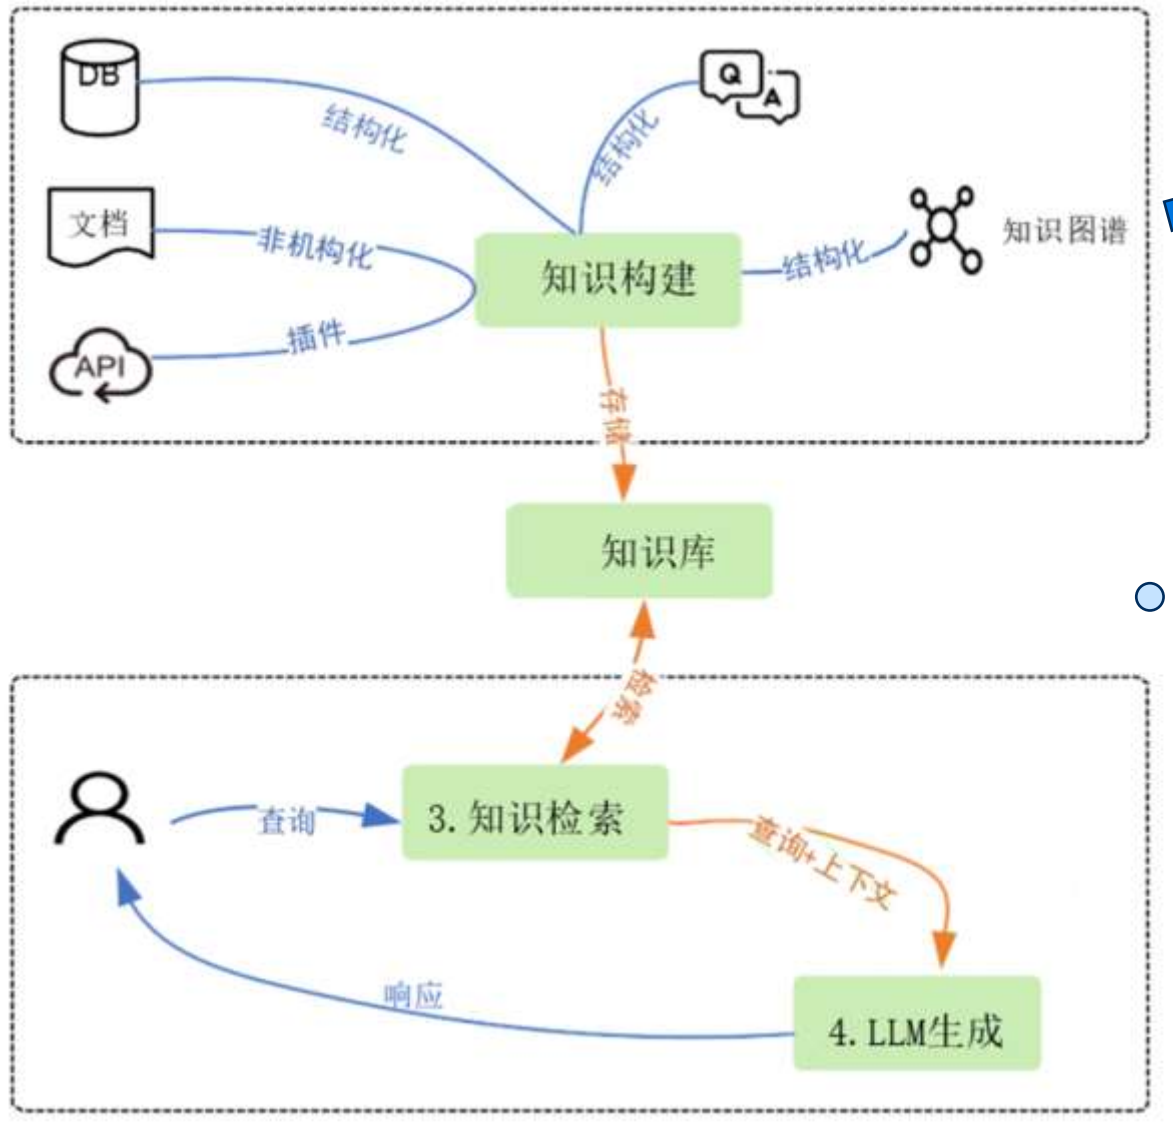 DB
结构化
Q
A
结构化
文档
非机构化
知识构建
结构化
知识图谱
API
插件
存储
知识库
检索
查询
3.知识检索
查询+上下文
响应
4.LLM生成